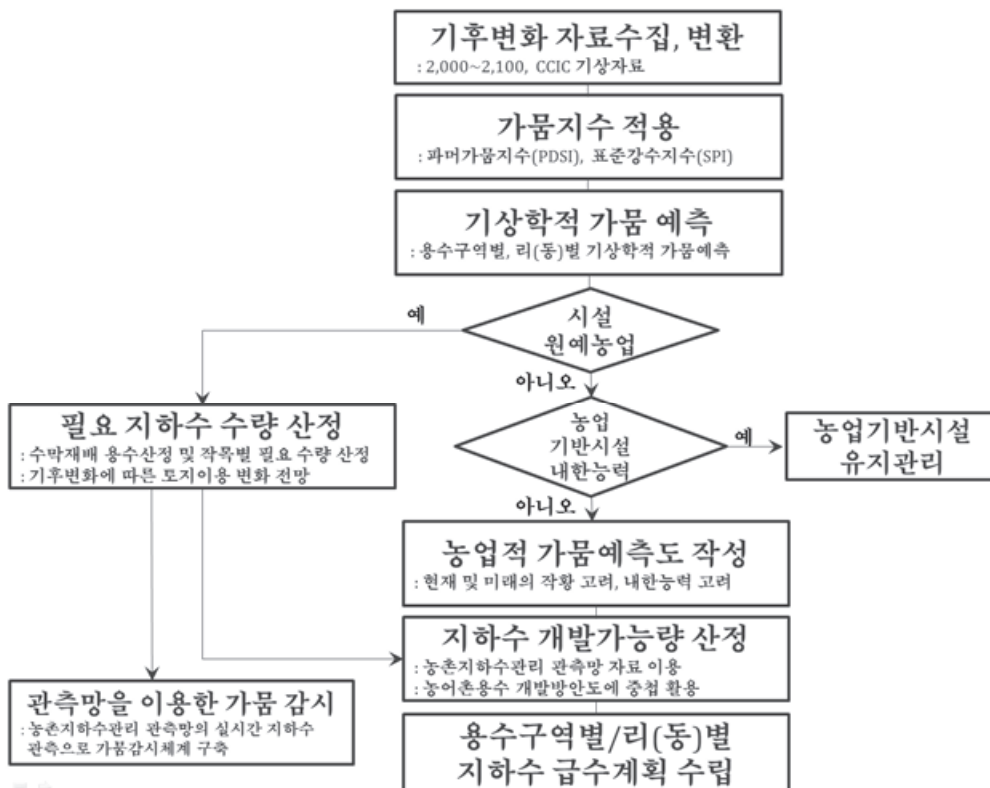 기후변화 자료수집, 변환
: 2,000~2,100, CCIC 기상자료
가뭄지수 적용
: 파머가뭄지수(PDSI), 표준강수지수(SPI)
기상학적 가뭄 예측
: 용수구역별, 리(동)별 기상학적 가뭄예측
예
시설
원예농업
아니오
필요 지하수 수량 산정
: 수막재배 용수산정 및 작목별 필요 수량 산정
: 기후변화에 따른 토지이용 변화 전망
농업
기반시설
내한능력
예
농업기반시설
유지관리
아니오
농업적 가뭄예측도 작성
: 현재 및 미래의 작황 고려, 내한능력 고려
지하수 개발가능량 산정
: 농촌지하수관리 관측망 자료 이용
: 농어촌용수 개발방안도에 중첩 활용
관측망을 이용한 가뭄 감시
: 농촌지하수관리 관측망의 실시간 지하수
관측으로 가뭄감시체계 구축
용수구역별/리(동)별
지하수 급수계획 수립